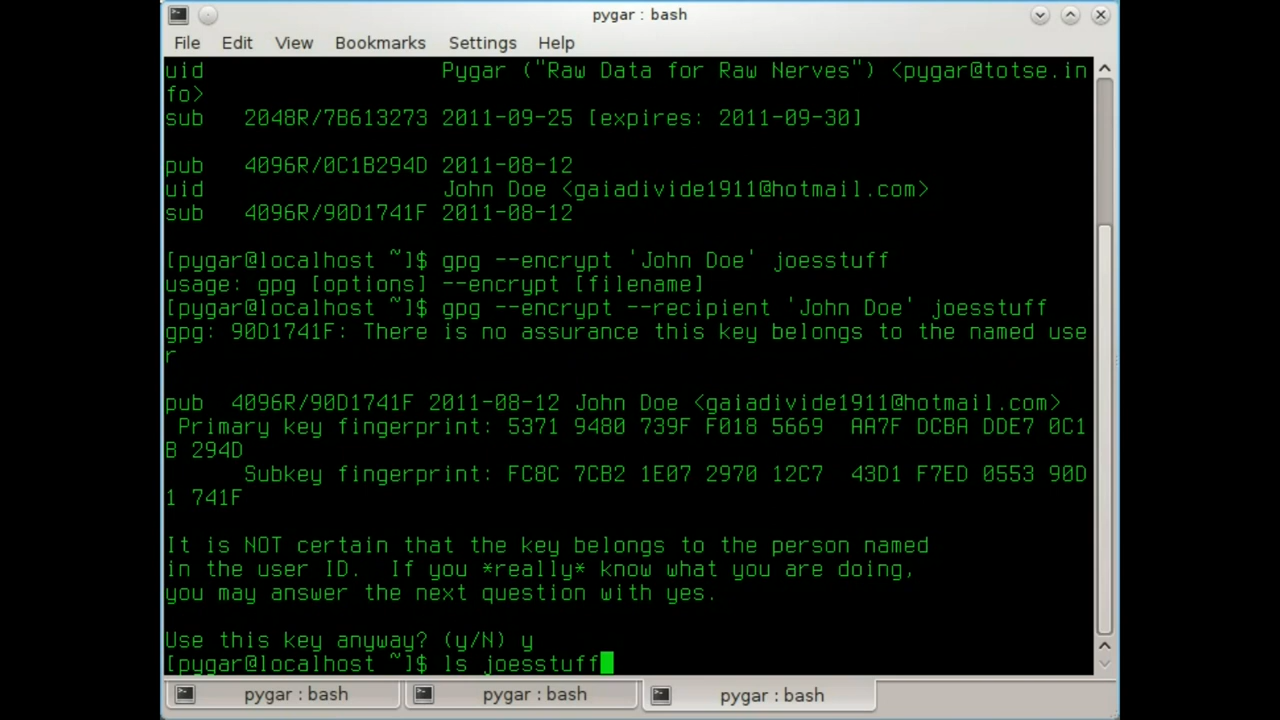 pygar : bash
File Edit View Bookmarks Settings Help
uid                  Pygar ("Raw Data for Raw Nerves") <pygar@totse.in
fo>
sub   2048R/7B613273 2011-09-25 [expires: 2011-09-30]
pub   4096R/0C1B294D 2011-08-12
uid                  John Doe <gaiadivide1911@hotmail.com>
sub   4096R/90D1741F 2011-08-12
[pygar@localhost ~]$ gpg --encrypt 'John Doe' joesstuff
usage: gpg [options] --encrypt [filename]
[pygar@localhost ~]$ gpg --encrypt --recipient 'John Doe' joesstuff
gpg: 90D1741F: There is no assurance this key belongs to the named use
r
pub  4096R/90D1741F 2011-08-12 John Doe <gaiadivide1911@hotmail.com>
 Primary key fingerprint: 5371 9480 739F F018 5669  AA7F DCBA DDE7 0C1
B 294D
      Subkey fingerprint: FC8C 7CB2 1E07 2970 12C7  43D1 F7ED 0553 90D
1 741F
It is NOT certain that the key belongs to the person named
in the user ID.  If you *really* know what you are doing,
you may answer the next question with yes.
Use this key anyway? (y/N) y
[pygar@localhost ~]$ ls joesstuff
pygar : bash pygar : bash pygar : bash